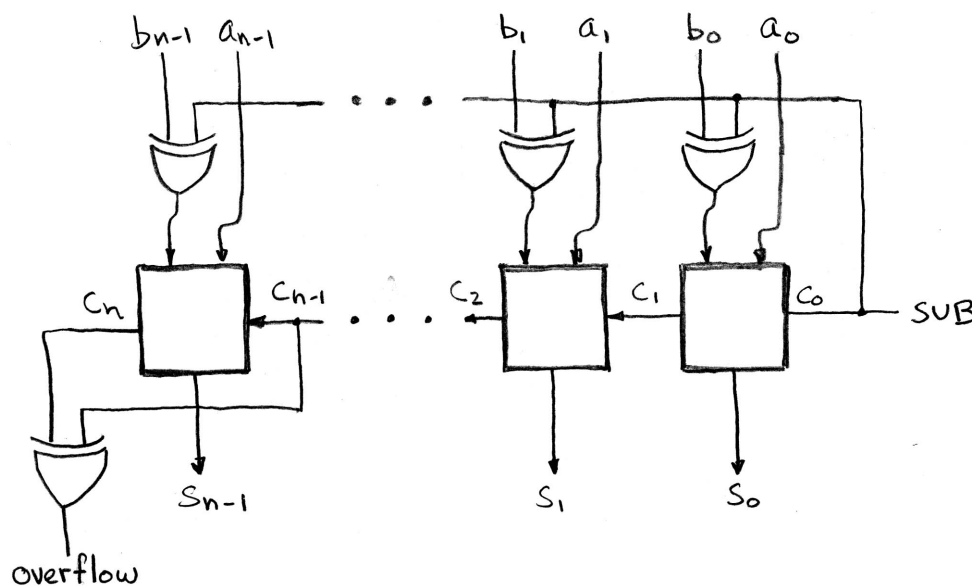 bn-1 an-1 b1 a1 b0 a0
Cn Cn-1 C2 C1 C0 SUB
Sn-1 S1 S0
overflow